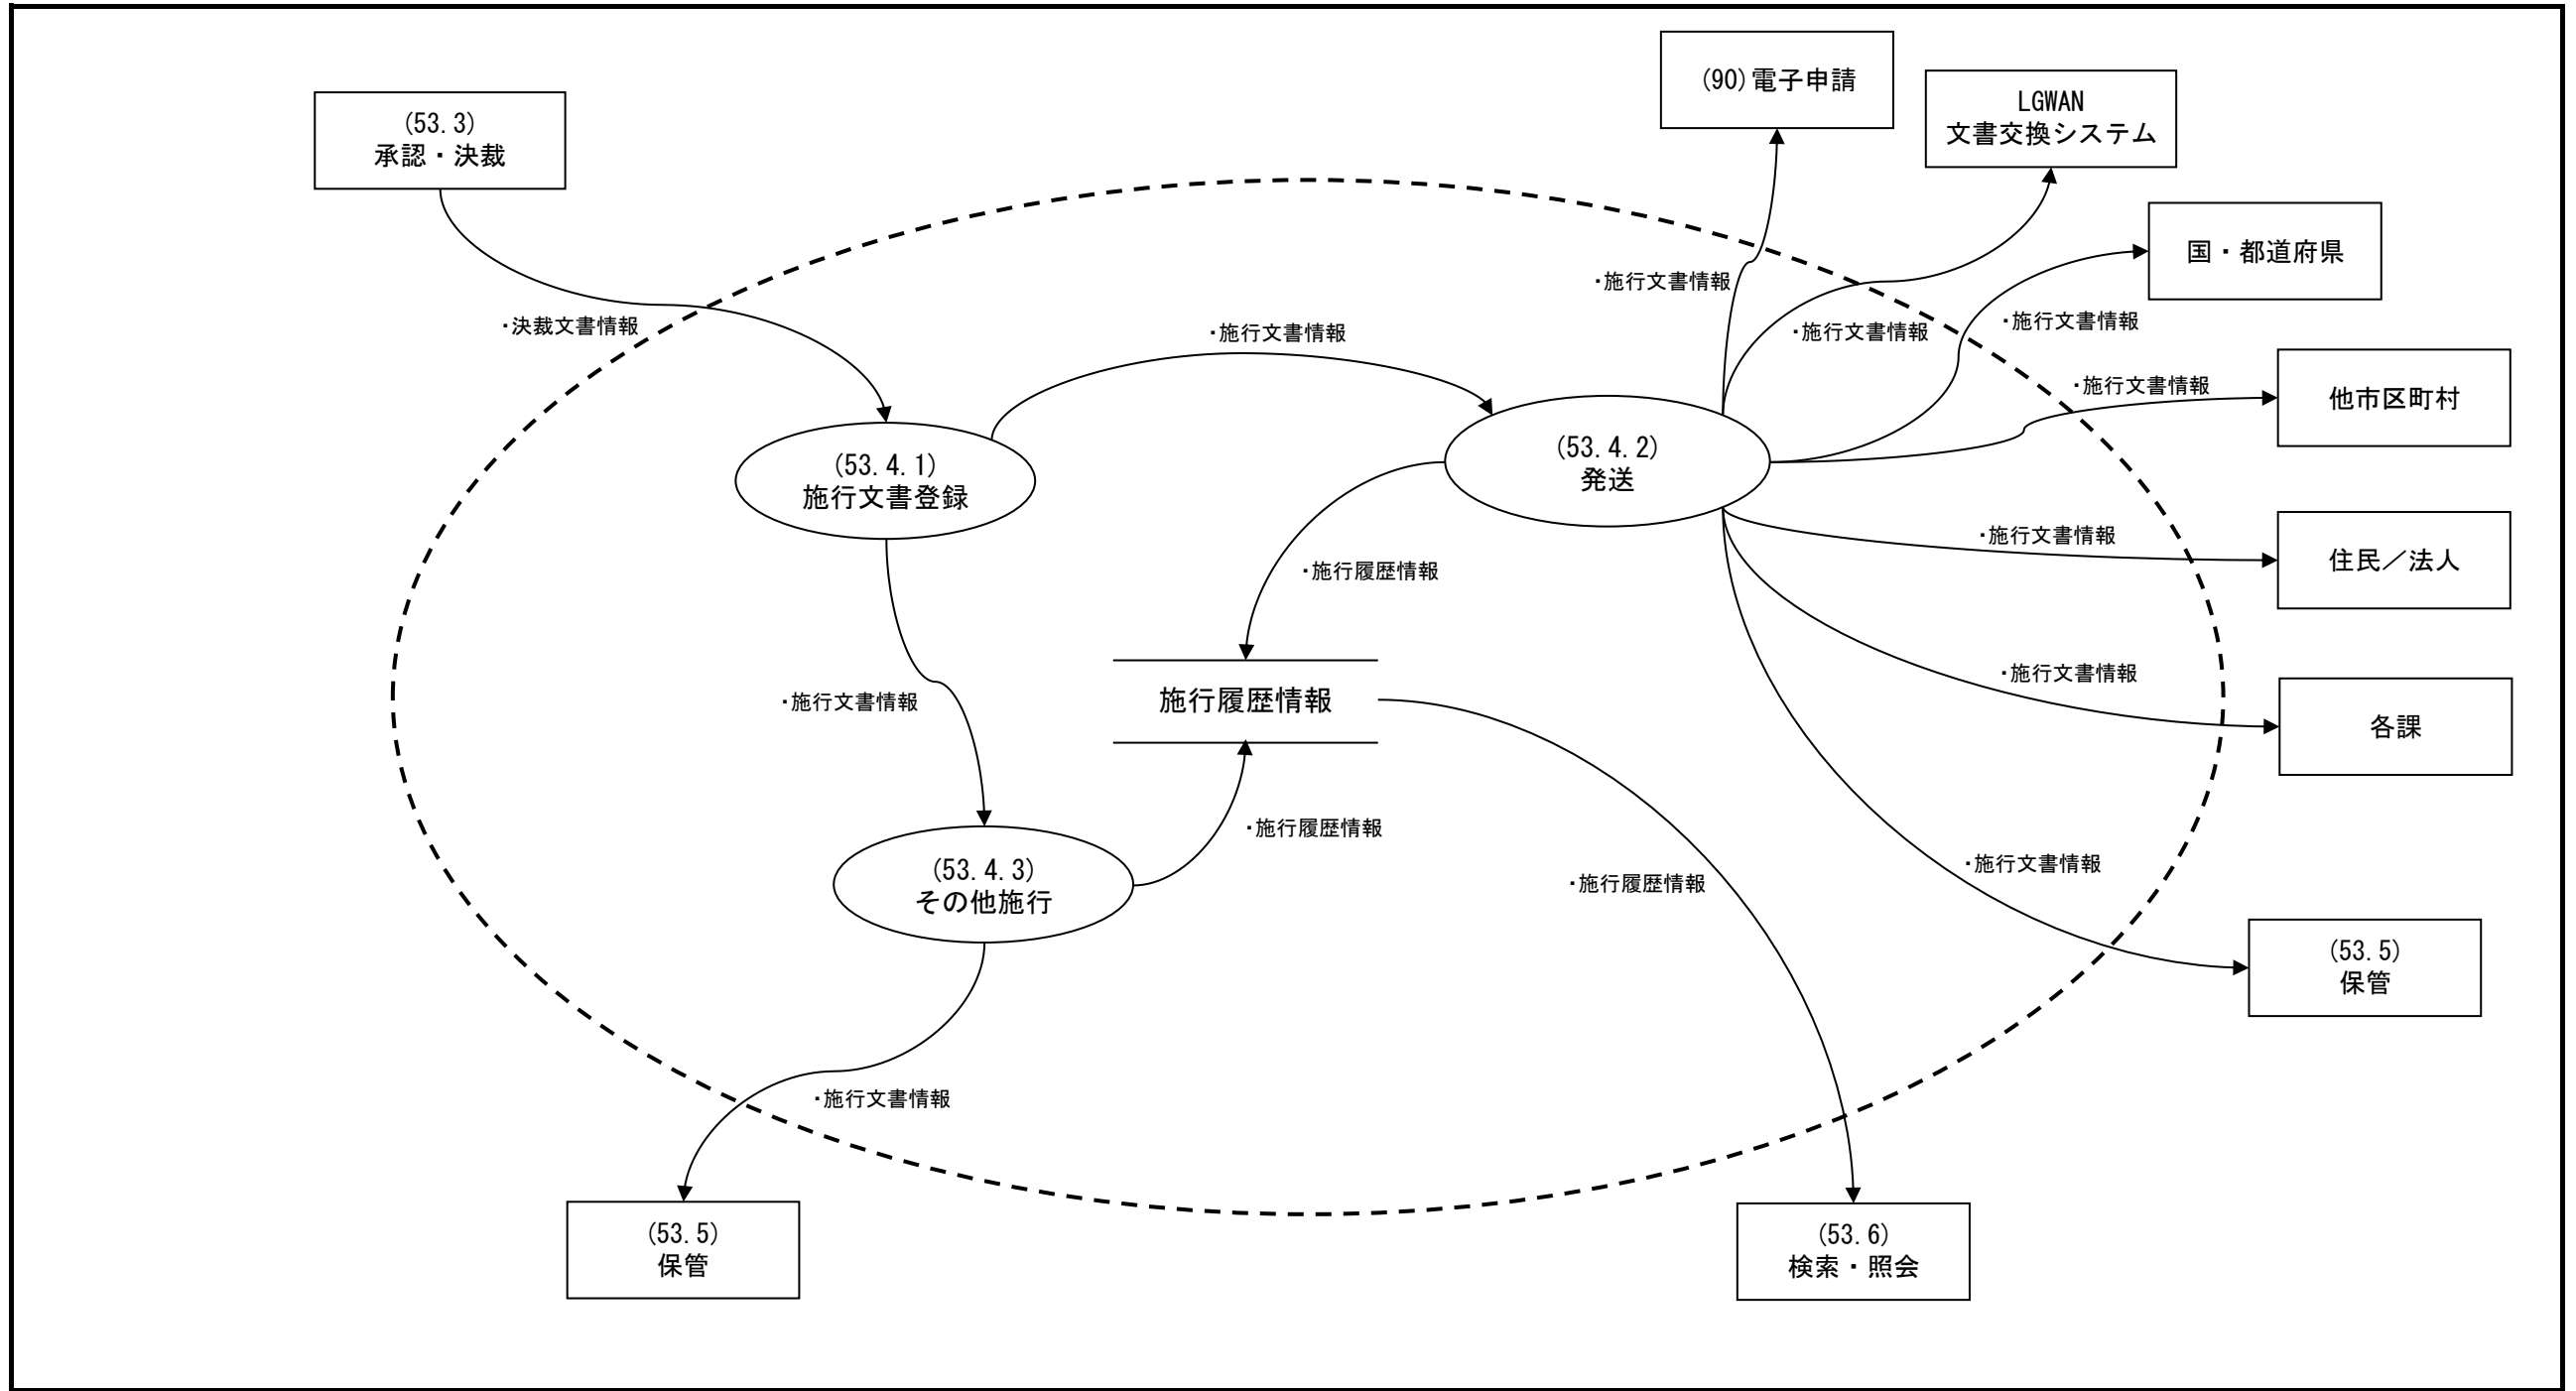 (90)電子申請
LGWAN
文書交換システム
(53.3)
承認・決裁
国・都道府県
・施行文書情報
・決裁文書情報
・施行文書情報
・施行文書情報
・施行文書情報
・施行文書情報
他市区町村
(53.4.1)
施行文書登録
(53.4.2)
発送
・施行文書情報
住民／法人
・施行履歴情報
・施行文書情報
各課
・施行文書情報
施行履歴情報
・施行履歴情報
・施行文書情報
(53.4.3)
その他施行
・施行履歴情報
(53.5)
保管
・施行文書情報
(53.5)
保管
(53.6)
検索・照会